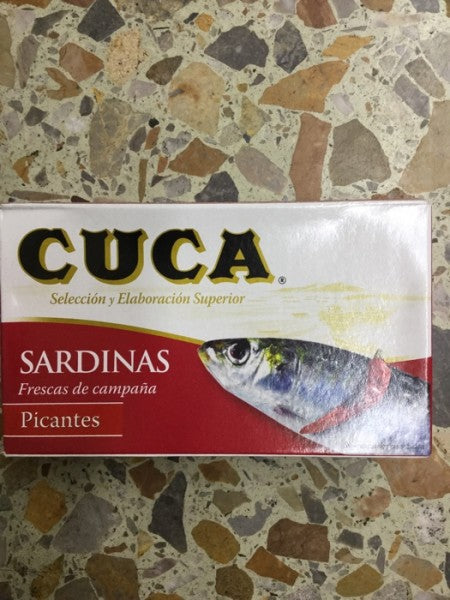 CUCA®
Selección y Elaboración Superior
SARDINAS
Frescas de campaña
Picantes